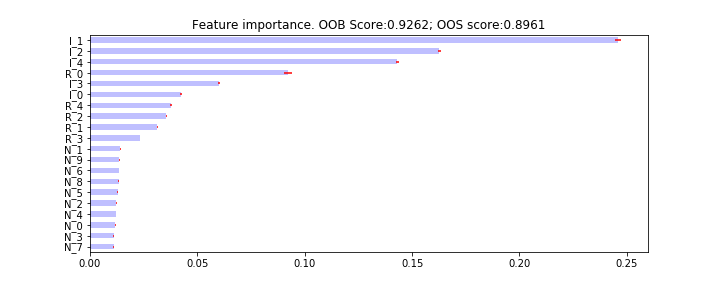 Feature importance. OOB Score:0.9262; OOS score:0.8961
I_1
I_2
I_4
R_0
I_3
I_0
R_4
R_2
R_1
R_3
N_1
N_9
N_6
N_8
N_5
N_2
N_4
N_0
N_3
N_7
0.00 0.05 0.10 0.15 0.20 0.25